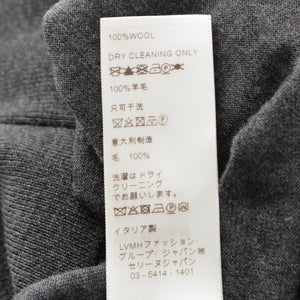 100%WOOL
DRY CLEANING ONLY
100%羊毛
只可干洗
意大利制造
毛 100%
洗濯はドライ
クリーニング
でお願いします。
イタリア製
LVMHファッション・
グループ・ジャパン㈱
セリーヌジャパン
03-5414-1401